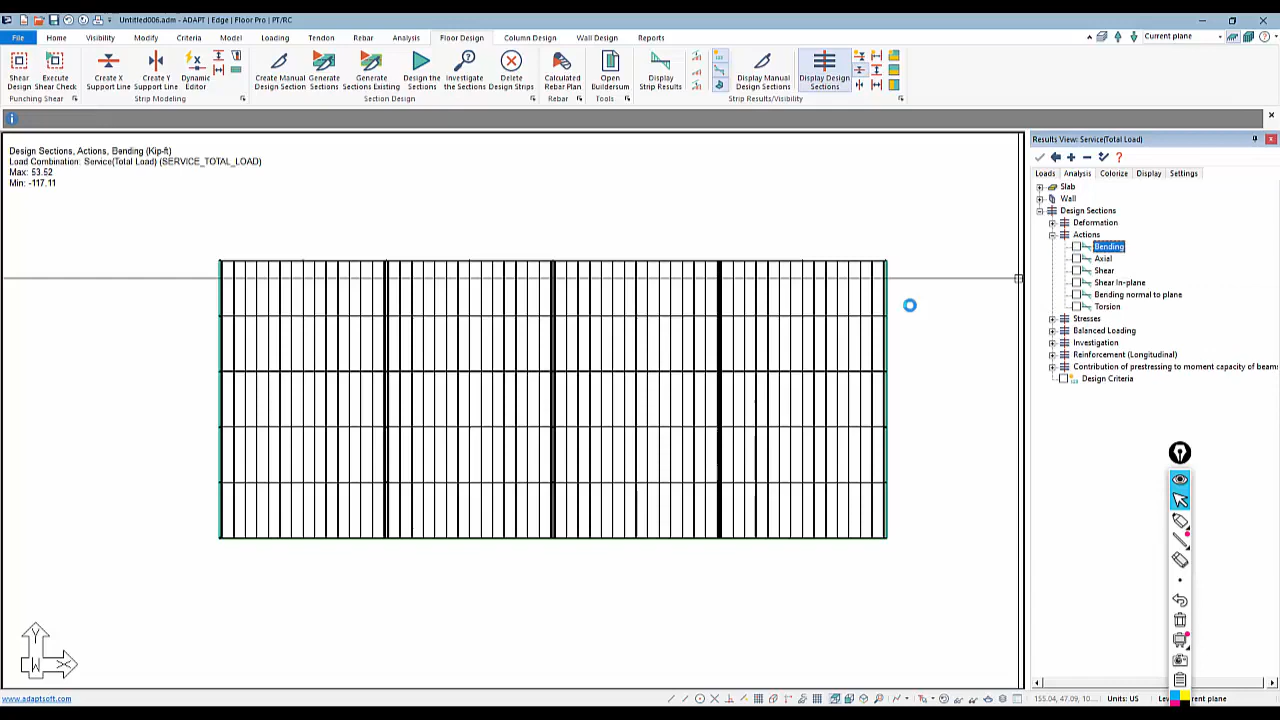 Untitled006.adm - ADAPT | Edge | Floor Pro | PT/RC
File Home Visibility Modify Criteria Model Loading Tendon Rebar Analysis Floor Design Column Design Wall Design Reports Current plane
Shear Design Execute Shear Check Create X Support Line Create Y Support Line Dynamic Editor Create Manual Design Section Generate Sections Generate Sections Existing Design the Sections Investigate the Sections Delete Design Strips Calculated Rebar Plan Open Buildersum Display Strip Results Display Manual Design Sections Display Design Sections
Punching Shear Strip Modeling Section Design Rebar Tools Strip Results/Visibility
Design Sections, Actions, Bending (Kip-ft)
Load Combination: Service(Total Load) (SERVICE_TOTAL_LOAD)
Max: 53.52
Min: -117.11
Results View: Service(Total Load)
Loads Analysis Colorize Display Settings
Slab
Wall
Design Sections
Deformation
Actions
Bending
Axial
Shear
Shear In-plane
Bending normal to plane
Torsion
Stresses
Balanced Loading
Investigation
Reinforcement (Longitudinal)
Contribution of prestressing to moment capacity of beams
Design Criteria
Y
W X
www.adaptsoft.com
155.04, 47.09, 10... Units: US